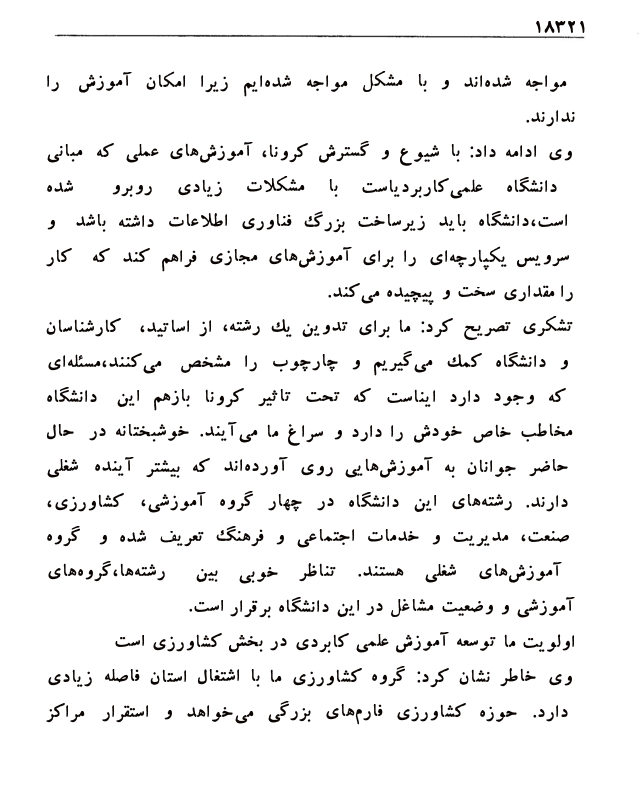 ۱۸۳۲۱
مواجه شده‌اند و با مشکل مواجه شده‌ایم زیرا امکان آموزش را
ندارند.
وی ادامه داد: با شیوع و گسترش کرونا، آموزش‌های عملی که مبانی
دانشگاه علمی‌کاربردیاست با مشکلات زیادی روبرو شده
است،دانشگاه باید زیرساخت بزرگ فناوری اطلاعات داشته باشد و
سرویس یکپارچه‌ای را برای آموزش‌های مجازی فراهم کند که کار
را مقداری سخت و پیچیده می‌کند.
تشکری تصریح کرد: ما برای تدوین یک رشته، از اساتید، کارشناسان
و دانشگاه کمک می‌گیریم و چارچوب را مشخص می‌کنند،مسئله‌ای
که وجود دارد ایناست که تحت تاثیر کرونا بازهم این دانشگاه
مخاطب خاص خودش را دارد و سراغ ما می‌آیند. خوشبختانه در حال
حاضر جوانان به آموزش‌هایی روی آورده‌اند که بیشتر آینده شغلی
دارند. رشته‌های این دانشگاه در چهار گروه آموزشی، کشاورزی،
صنعت، مدیریت و خدمات اجتماعی و فرهنگ تعریف شده و گروه
آموزش‌های شغلی هستند. تناظر خوبی بین رشته‌ها،گروه‌های
آموزشی و وضعیت مشاغل در این دانشگاه برقرار است.
اولویت ما توسعه آموزش علمی کابردی در بخش کشاورزی است
وی خاطر نشان کرد: گروه کشاورزی ما با اشتغال استان فاصله زیادی
دارد. حوزه کشاورزی فارم‌های بزرگی می‌خواهد و استقرار مراکز